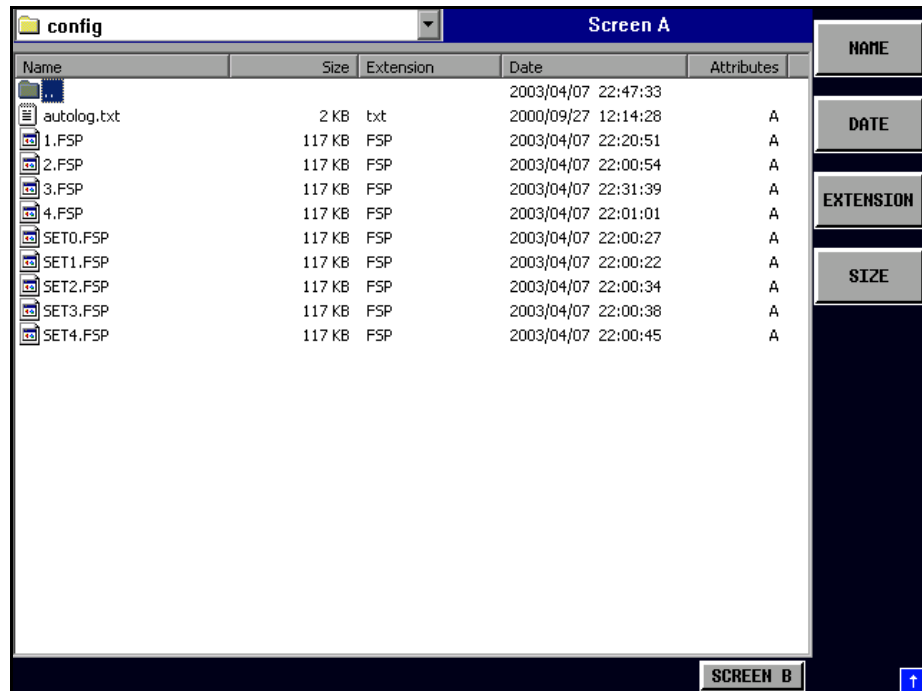 config
Screen A
Name Size Extension Date Attributes
.. 2003/04/07 22:47:33
autolog.txt 2 KB txt 2000/09/27 12:14:28 A
1.FSP 117 KB FSP 2003/04/07 22:20:51 A
2.FSP 117 KB FSP 2003/04/07 22:00:54 A
3.FSP 117 KB FSP 2003/04/07 22:31:39 A
4.FSP 117 KB FSP 2003/04/07 22:01:01 A
SET0.FSP 117 KB FSP 2003/04/07 22:00:27 A
SET1.FSP 117 KB FSP 2003/04/07 22:00:22 A
SET2.FSP 117 KB FSP 2003/04/07 22:00:34 A
SET3.FSP 117 KB FSP 2003/04/07 22:00:38 A
SET4.FSP 117 KB FSP 2003/04/07 22:00:45 A
NAME
DATE
EXTENSION
SIZE
SCREEN B